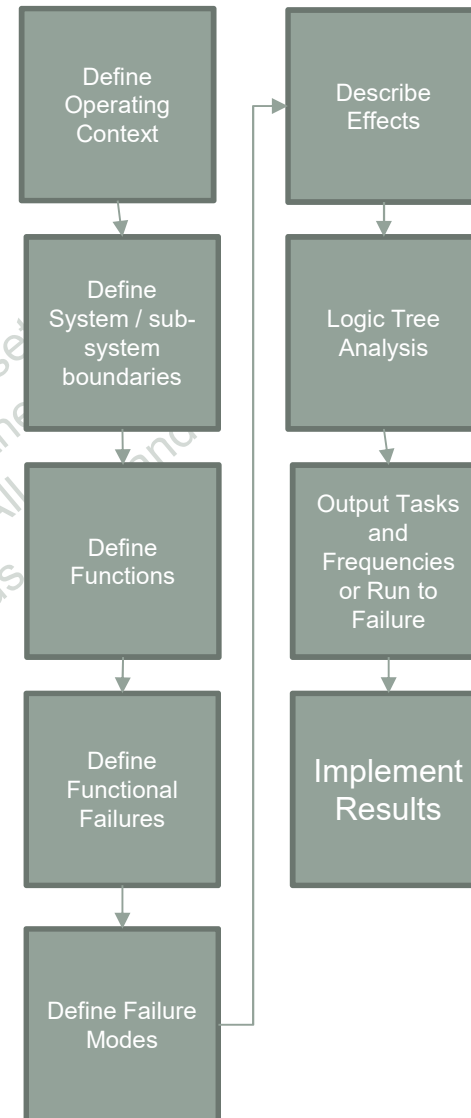 Define
Operating
Context
Define
System / sub-
system
boundaries
Define
Functions
Define
Functional
Failures
Define Failure
Modes
Describe
Effects
Logic Tree
Analysis
Output Tasks
and
Frequencies
or Run to
Failure
Implement
Results